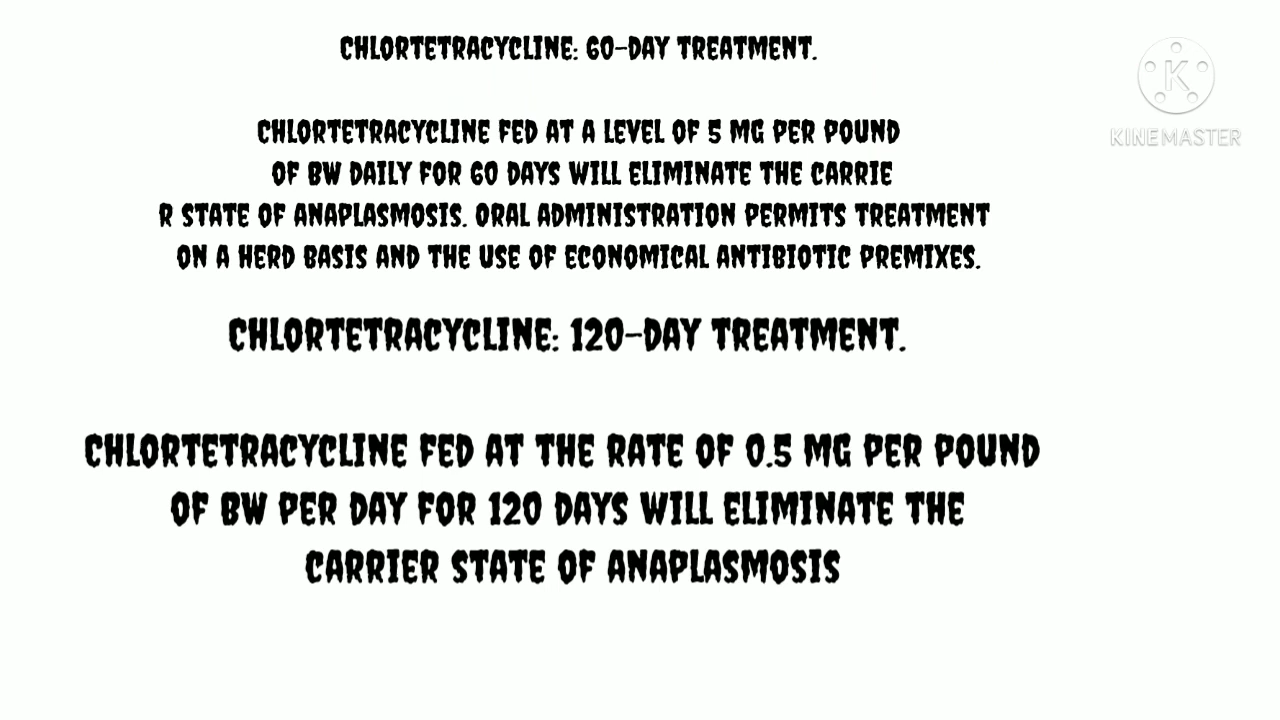 CHLORTETRACYCLINE: 60-DAY TREATMENT.
K
KINEMASTER
CHLORTETRACYCLINE FED AT A LEVEL OF 5 MG PER POUND
OF BW DAILY FOR 60 DAYS WILL ELIMINATE THE CARRIE
R STATE OF ANAPLASMOSIS. ORAL ADMINISTRATION PERMITS TREATMENT
ON A HERD BASIS AND THE USE OF ECONOMICAL ANTIBIOTIC PREMIXES.
CHLORTETRACYCLINE: 120-DAY TREATMENT.
CHLORTETRACYCLINE FED AT THE RATE OF 0.5 MG PER POUND
OF BW PER DAY FOR 120 DAYS WILL ELIMINATE THE
CARRIER STATE OF ANAPLASMOSIS